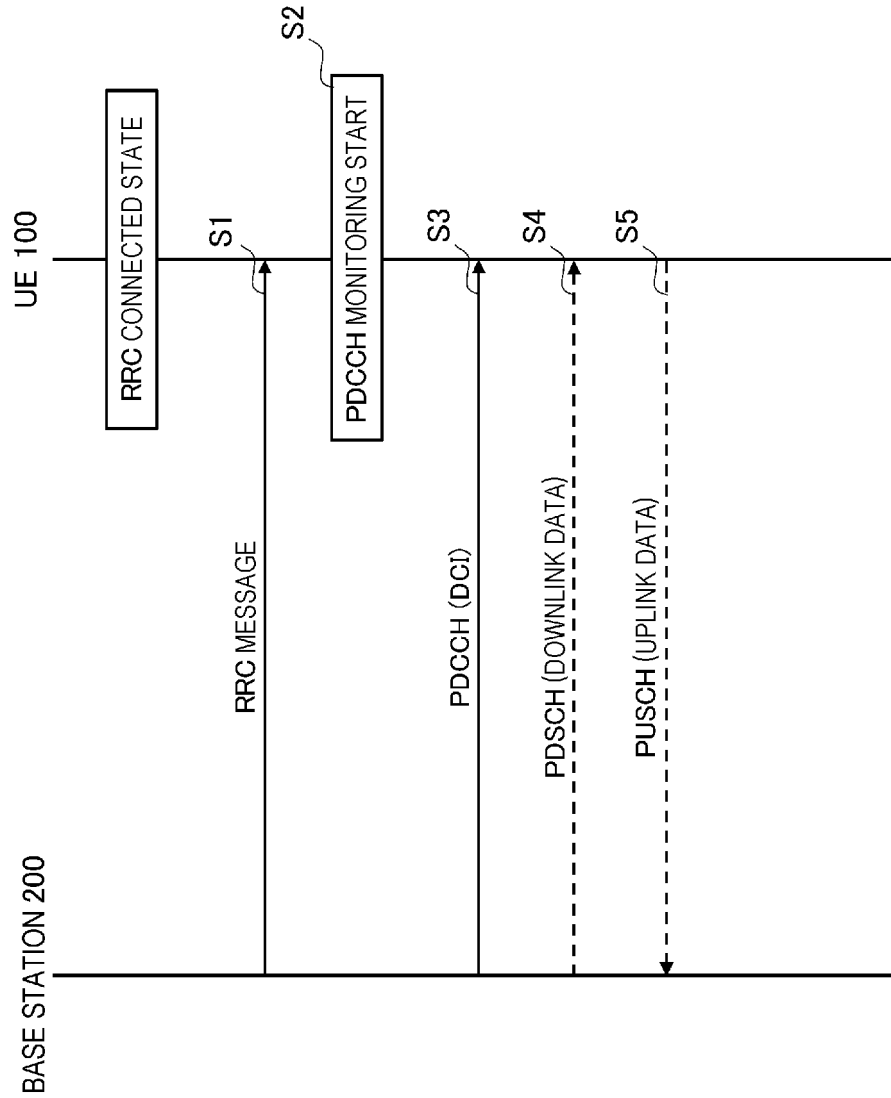 BASE STATION 200
UE 100
RRC CONNECTED STATE
RRC MESSAGE
S1
PDCCH MONITORING START
S2
PDCCH (DCI)
S3
PDSCH (DOWNLINK DATA)
S4
PUSCH (UPLINK DATA)
S5